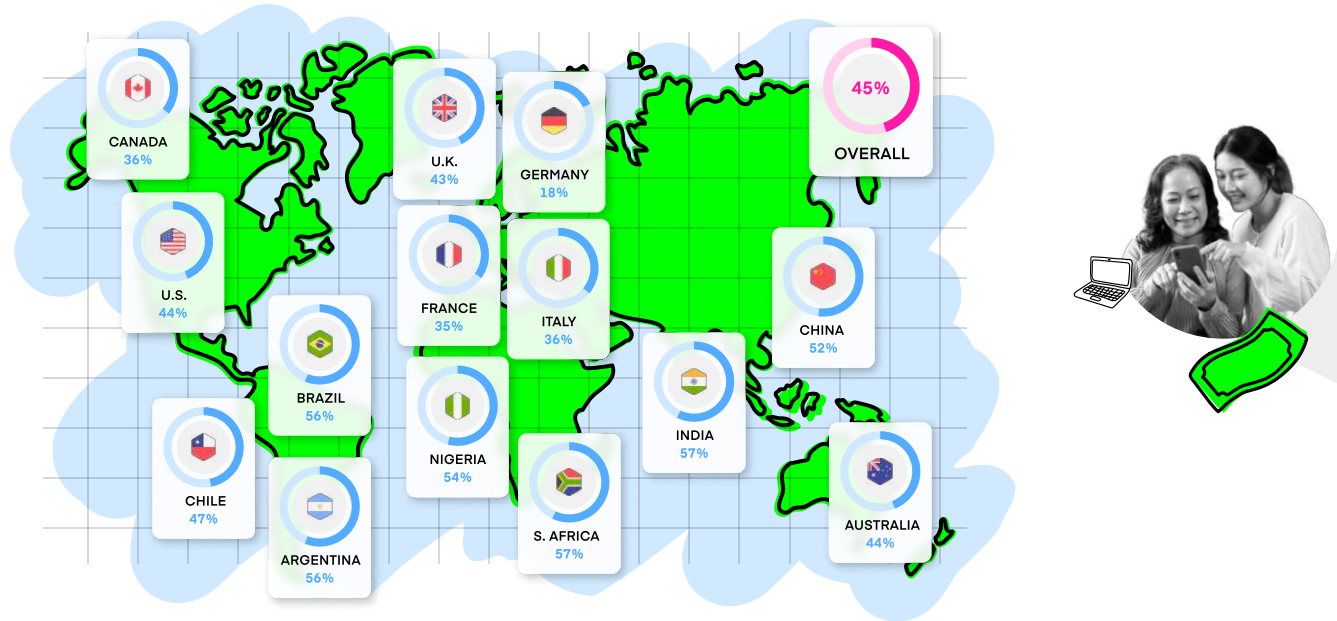 CANADA
36%
U.K.
43%
GERMANY
18%
45%
OVERALL
U.S.
44%
FRANCE
35%
ITALY
36%
CHINA
52%
BRAZIL
56%
INDIA
57%
NIGERIA
54%
CHILE
47%
S. AFRICA
57%
AUSTRALIA
44%
ARGENTINA
56%